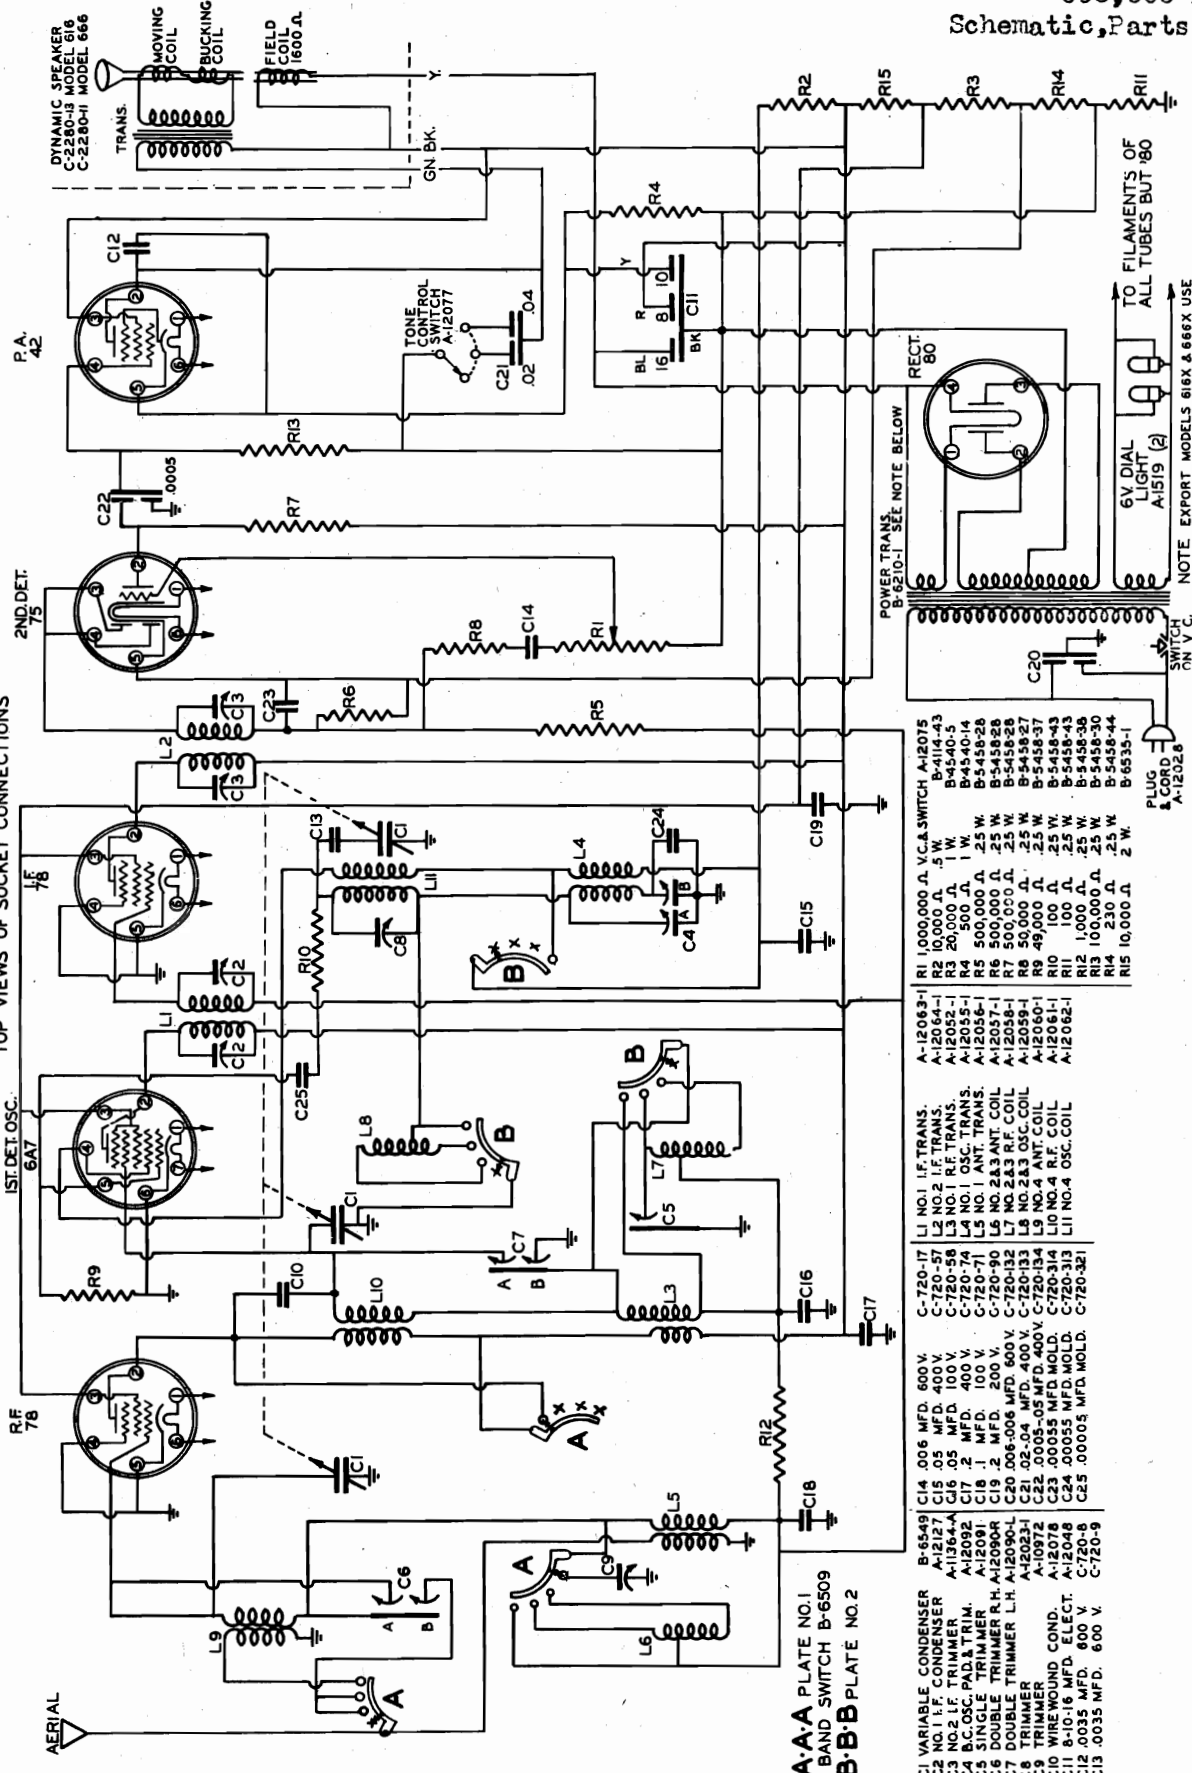 Schematic,Parts
TOP VIEWS OF SOCKET CONNECTIONS
R.F.
78
1ST. DET. OSC.
6A7
I.F.
78
2ND. DET.
75
P.A.
42
DYNAMIC SPEAKER
C-2280-13 MODEL 616
C-2280-11 MODEL 666
TRANS.
MOVING
COIL
BUCKING
COIL
FIELD
COIL
1600 Ω
Y.
BK.
GN.
AERIAL
L9
C6
A
B
A
C1
L5
C9
A
L6
C18
R12
A
C10
L10
L3
C16
C17
R9
C7
A
B
C1
L8
B
C5
L7
B
C25
L1
C2
C2
R10
C13
C1
L11
C8
B
L4
C4
A
B
C24
C15
C19
L2
C3
C3
C23
R6
R5
R8
C14
R1
C22
.0005
R7
R13
TONE
CONTROL
SWITCH
A-12077
C21
.02
.04
C12
R4
BL
16
R
8
Y
10
BK
C11
R2
R15
R3
R14
R11
RECT.
80
POWER TRANS.
B-6210-1 SEE NOTE BELOW
TO FILAMENTS OF
ALL TUBES BUT '80
6V. DIAL
LIGHT
A-1519 (2)
C20
SWITCH
ON V.C.
PLUG
& CORD
A-12028
NOTE EXPORT MODELS 616X & 666X USE
A·A·A PLATE NO.1
BAND SWITCH B-6509
B·B·B PLATE NO.2
C1 VARIABLE CONDENSER B-6549
C2 NO.1 I.F. CONDENSER A-12127
C3 NO.2 I.F. TRIMMER A-11364-A
C4 B.C. OSC. PAD. & TRIM. A-12092
C5 SINGLE TRIMMER A-12091
C6 DOUBLE TRIMMER R.H. A-12090R
C7 DOUBLE TRIMMER L.H. A-12090-L
C8 TRIMMER A-12023-1
C9 TRIMMER A-10972
C10 WIREWOUND COND. A-12078
C11 8-10-16 MFD. ELECT. A-12048
C12 .0035 MFD. 600 V. C-720-8
C13 .0035 MFD. 600 V. C-720-9
C14 .006 MFD. 600 V. C-720-17
C15 .05 MFD. 400 V. C-720-57
C16 .05 MFD. 100 V. C-720-58
C17 .2 MFD. 400 V. C-720-74
C18 .1 MFD. 100 V. C-720-71
C19 .2 MFD. 200 V. C-720-90
C20 .006-.006 MFD. 600 V. C-720-132
C21 .02-.04 MFD. 400 V. C-720-133
C22 .0005-.05 MFD. 400 V. C-720-134
C23 .00055 MFD. MOLD. C-720-314
C24 .00055 MFD. MOLD. C-720-313
C25 .00005 MFD. MOLD. C-720-321
L1 NO.1 I.F. TRANS. A-12063-1
L2 NO.2 I.F. TRANS. A-12064-1
L3 NO.1 R.F. TRANS. A-12052-1
L4 NO.1 OSC. TRANS. A-12055-1
L5 NO.1 ANT. TRANS. A-12056-1
L6 NO.2&3 ANT. COIL A-12057-1
L7 NO.2&3 R.F. COIL A-12058-1
L8 NO.2&3 OSC. COIL A-12059-1
L9 NO.4 ANT. COIL A-12060-1
L10 NO.4 R.F. COIL A-12061-1
L11 NO.4 OSC. COIL A-12062-1
R1 1,000,000 Ω V.C. & SWITCH A-12075
R2 10,000 Ω .5 W. B-4114-43
R3 20,000 Ω 1 W. B-4540-5
R4 500 Ω 1 W. B-4540-14
R5 500,000 Ω .25 W. B-5458-28
R6 500,000 Ω .25 W. B-5458-28
R7 500,000 Ω .25 W. B-5458-28
R8 50,000 Ω .25 W. B-5458-27
R9 49,000 Ω .25 W. B-5458-37
R10 100 Ω .25 W. B-5458-43
R11 100 Ω .25 W. B-5458-43
R12 1,000 Ω .25 W. B-5458-38
R13 100,000 Ω .25 W. B-5458-30
R14 230 Ω .25 W. B-5458-44
R15 10,000 Ω 2 W. B-6535-1